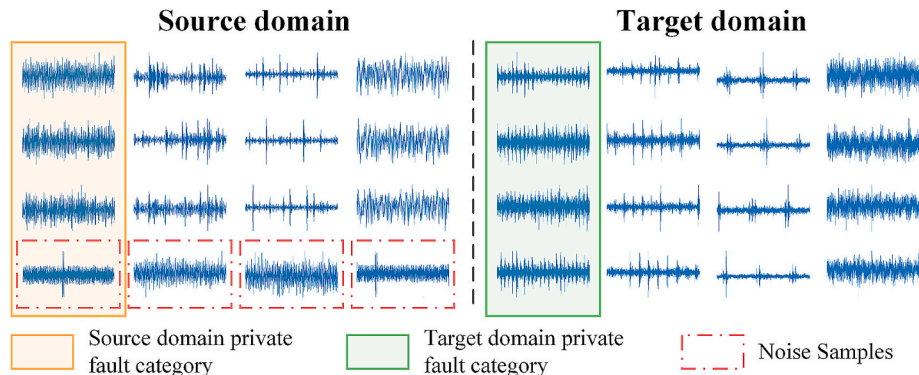 Source domain
Target domain
Source domain private
fault category
Target domain private
fault category
Noise Samples